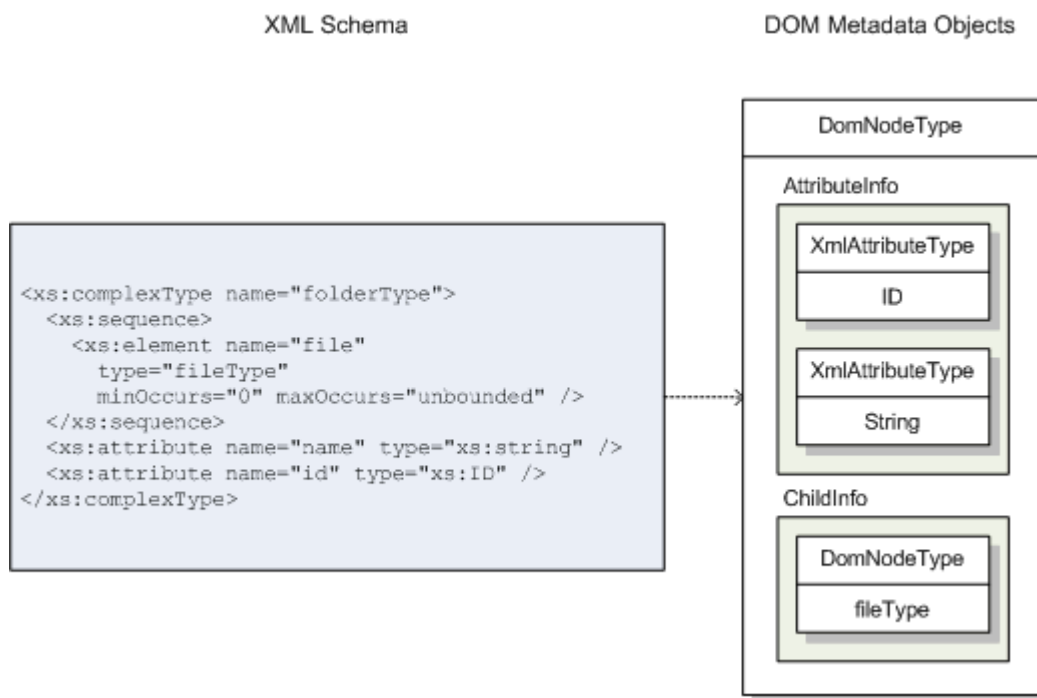 XML Schema
DOM Metadata Objects
<xs:complexType name="folderType">
<xs:sequence>
<xs:element name="file"
type="fileType"
minOccurs="0" maxOccurs="unbounded" />
</xs:sequence>
<xs:attribute name="name" type="xs:string" />
<xs:attribute name="id" type="xs:ID" />
</xs:complexType>
DomNodeType
AttributeInfo
XmlAttributeType
ID
XmlAttributeType
String
ChildInfo
DomNodeType
fileType